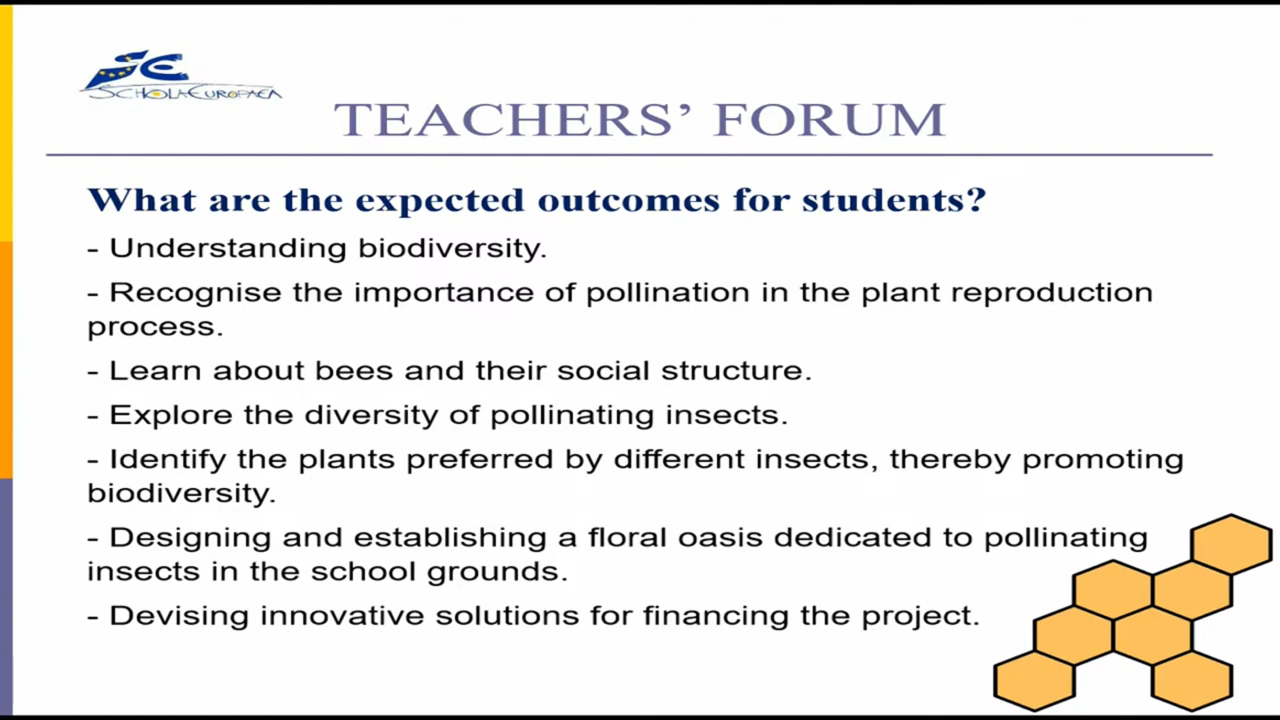 SCHOLA EUROPAEA
TEACHERS’ FORUM
What are the expected outcomes for students?
- Understanding biodiversity.
- Recognise the importance of pollination in the plant reproduction
process.
- Learn about bees and their social structure.
- Explore the diversity of pollinating insects.
- Identify the plants preferred by different insects, thereby promoting
biodiversity.
- Designing and establishing a floral oasis dedicated to pollinating
insects in the school grounds.
- Devising innovative solutions for financing the project.